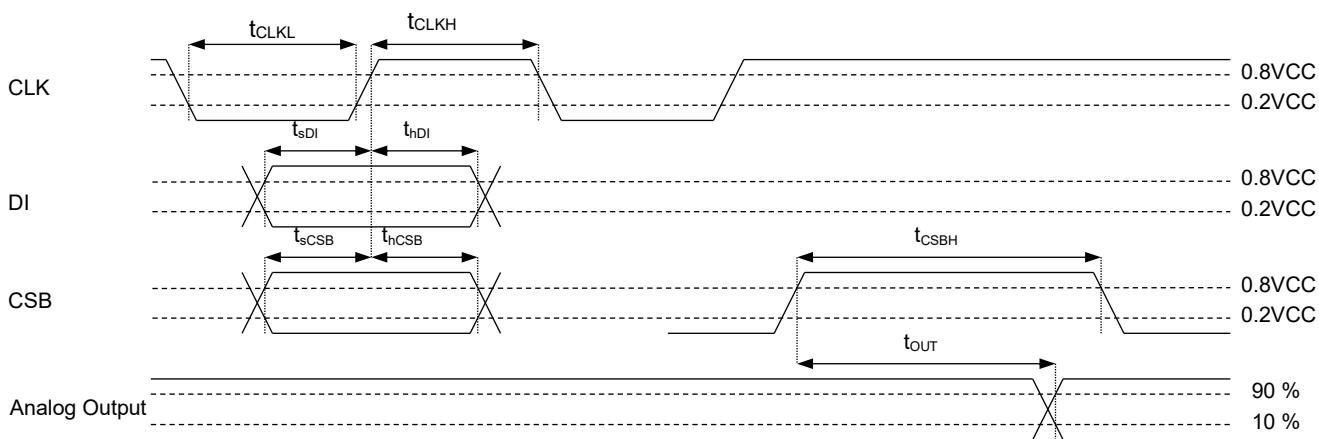 tCLKL
tCLKH
CLK
0.8VCC
0.2VCC
tsDI
thDI
DI
0.8VCC
0.2VCC
tsCSB
thCSB
tCSBH
CSB
0.8VCC
0.2VCC
tOUT
Analog Output
90 %
10 %